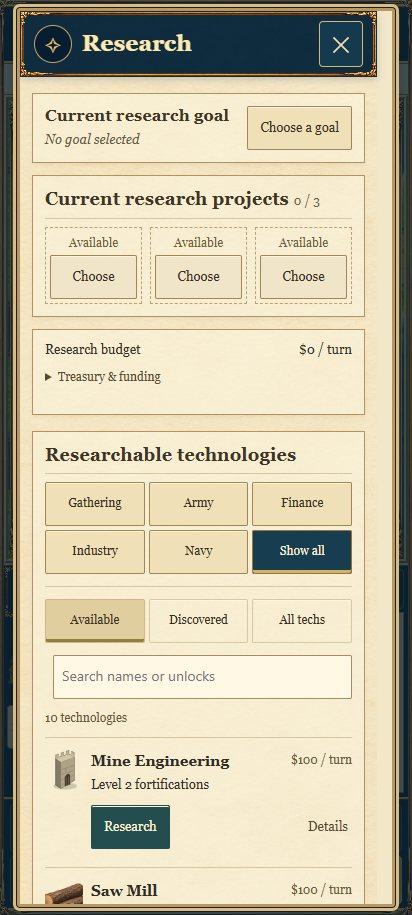 Research
Current research goal
No goal selected
Choose a goal
Current research projects 0 / 3
Available
Choose
Available
Choose
Available
Choose
Research budget
$0 / turn
Treasury & funding
Researchable technologies
Gathering
Army
Finance
Industry
Navy
Show all
Available
Discovered
All techs
Search names or unlocks
10 technologies
Mine Engineering
$100 / turn
Level 2 fortifications
Research
Details
Saw Mill
$100 / turn